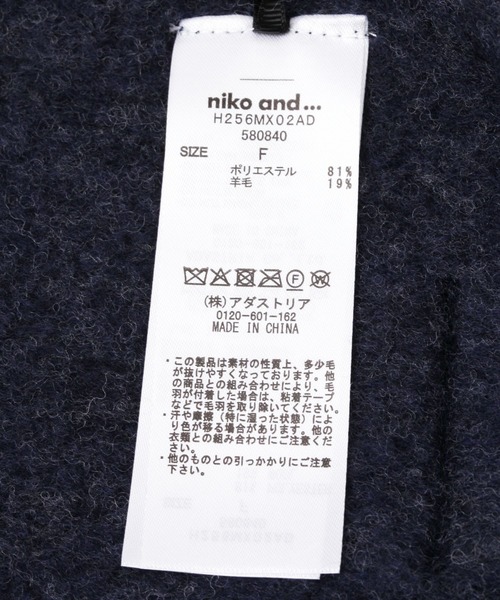 niko and...
H256MX02AD
580840
SIZE F
ポリエステル 81%
羊毛 19%
F W
(株)アダストリア
0120-601-162
MADE IN CHINA
・この製品は素材の性質上、多少毛
が抜けやすくなっております。他
の商品との組み合わせにより、毛
羽が付着した場合は、粘着テープ
などで毛羽を取り除いてください。
・汗や摩擦(特に湿った状態)によ
り色が移る場合があります。他の
衣類との組み合わせにご注意
ください。
・他のものとの引っかかりにご注意
下さい。